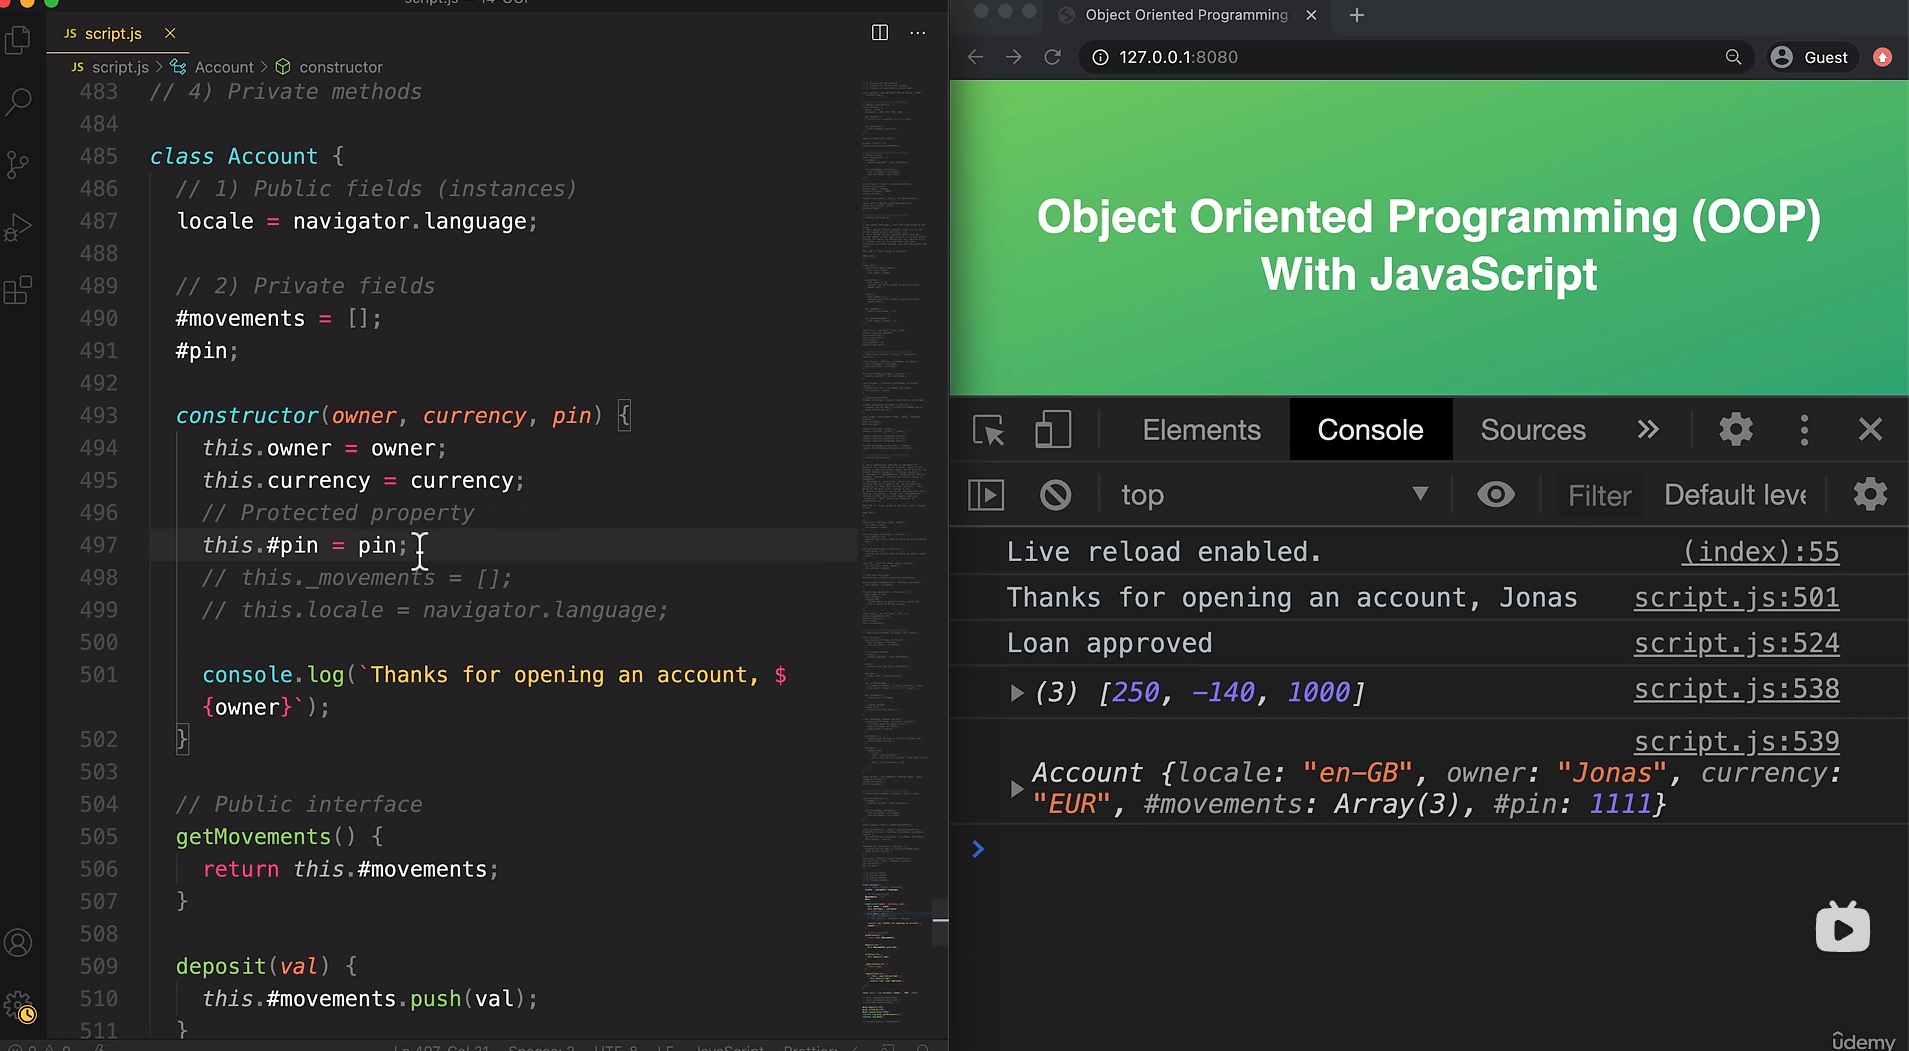 JS script.js
JS script.js > Account > constructor
483 // 4) Private methods
484
485 class Account {
486 // 1) Public fields (instances)
487 locale = navigator.language;
488
489 // 2) Private fields
490 #movements = [];
491 #pin;
492
493 constructor(owner, currency, pin) {
494 this.owner = owner;
495 this.currency = currency;
496 // Protected property
497 this.#pin = pin;
498 // this._movements = [];
499 // this.locale = navigator.language;
500
501 console.log(`Thanks for opening an account, $
{owner}`);
502 }
503
504 // Public interface
505 getMovements() {
506 return this.#movements;
507 }
508
509 deposit(val) {
510 this.#movements.push(val);
511 }
Object Oriented Programming
127.0.0.1:8080
Guest
Object Oriented Programming (OOP)
With JavaScript
Elements Console Sources »
top Filter Default leve
Live reload enabled. (index):55
Thanks for opening an account, Jonas script.js:501
Loan approved script.js:524
(3) [250, -140, 1000] script.js:538
script.js:539
Account {locale: "en-GB", owner: "Jonas", currency:
"EUR", #movements: Array(3), #pin: 1111}
udemy